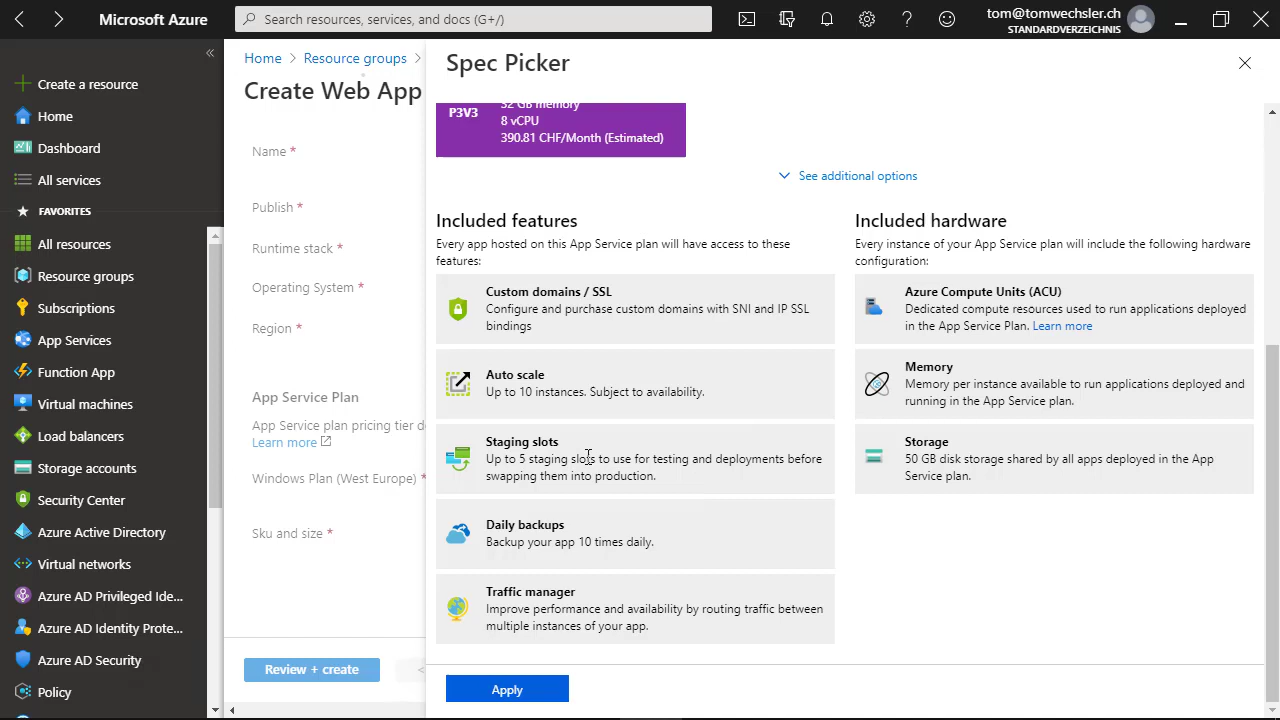 Microsoft Azure
Search resources, services, and docs (G+/)
tom@tomwechsler.ch
STANDARDVERZEICHNIS
«
Create a resource
Home
Dashboard
All services
FAVORITES
All resources
Resource groups
Subscriptions
App Services
Function App
Virtual machines
Load balancers
Storage accounts
Security Center
Azure Active Directory
Virtual networks
Azure AD Privileged Ide...
Azure AD Identity Prote...
Azure AD Security
Policy
Home > Resource groups >
Create Web App
Name *
Publish *
Runtime stack *
Operating System *
Region *
App Service Plan
App Service plan pricing tier d
Learn more
Windows Plan (West Europe) *
Sku and size *
Review + create
<
Spec Picker
P3V3
32 GB memory
8 vCPU
390.81 CHF/Month (Estimated)
See additional options
Included features
Every app hosted on this App Service plan will have access to these
features:
Custom domains / SSL
Configure and purchase custom domains with SNI and IP SSL
bindings
Auto scale
Up to 10 instances. Subject to availability.
Staging slots
Up to 5 staging slots to use for testing and deployments before
swapping them into production.
Daily backups
Backup your app 10 times daily.
Traffic manager
Improve performance and availability by routing traffic between
multiple instances of your app.
Included hardware
Every instance of your App Service plan will include the following hardware
configuration:
Azure Compute Units (ACU)
Dedicated compute resources used to run applications deployed
in the App Service Plan. Learn more
Memory
Memory per instance available to run applications deployed and
running in the App Service plan.
Storage
50 GB disk storage shared by all apps deployed in the App
Service plan.
Apply